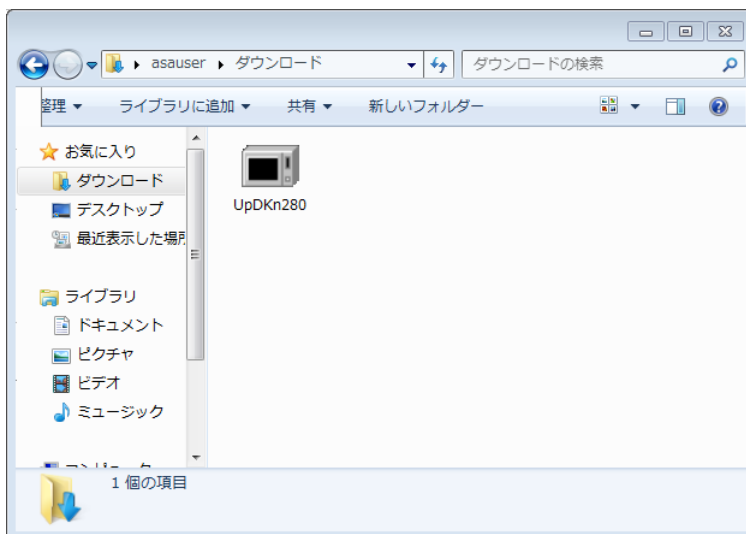 asauser ダウンロード
ダウンロードの検索
整理 ライブラリに追加 共有 新しいフォルダー
お気に入り
ダウンロード
デスクトップ
最近表示した場所
ライブラリ
ドキュメント
ピクチャ
ビデオ
ミュージック
UpDKn280
1 個の項目